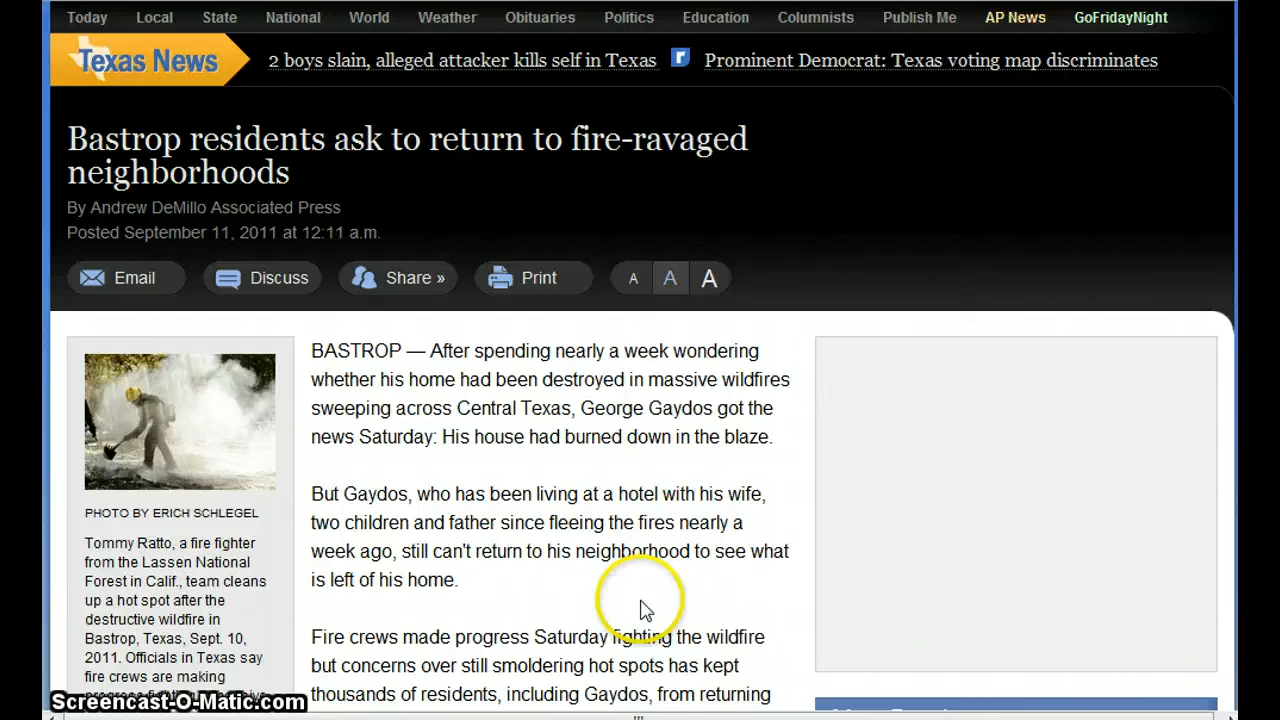 Today Local State National World Weather Obituaries Politics Education Columnists Publish Me AP News GoFridayNight
Texas News 2 boys slain, alleged attacker kills self in Texas r Prominent Democrat: Texas voting map discriminates
Bastrop residents ask to return to fire-ravaged
neighborhoods
By Andrew DeMillo Associated Press
Posted September 11, 2011 at 12:11 a.m.
Email Discuss Share » Print A A A
PHOTO BY ERICH SCHLEGEL
Tommy Ratto, a fire fighter
from the Lassen National
Forest in Calif., team cleans
up a hot spot after the
destructive wildfire in
Bastrop, Texas, Sept. 10,
2011. Officials in Texas say
fire crews are making
BASTROP — After spending nearly a week wondering
whether his home had been destroyed in massive wildfires
sweeping across Central Texas, George Gaydos got the
news Saturday: His house had burned down in the blaze.
But Gaydos, who has been living at a hotel with his wife,
two children and father since fleeing the fires nearly a
week ago, still can't return to his neighborhood to see what
is left of his home.
Fire crews made progress Saturday fighting the wildfire
but concerns over still smoldering hot spots has kept
thousands of residents, including Gaydos, from returning
Screencast-O-Matic.com